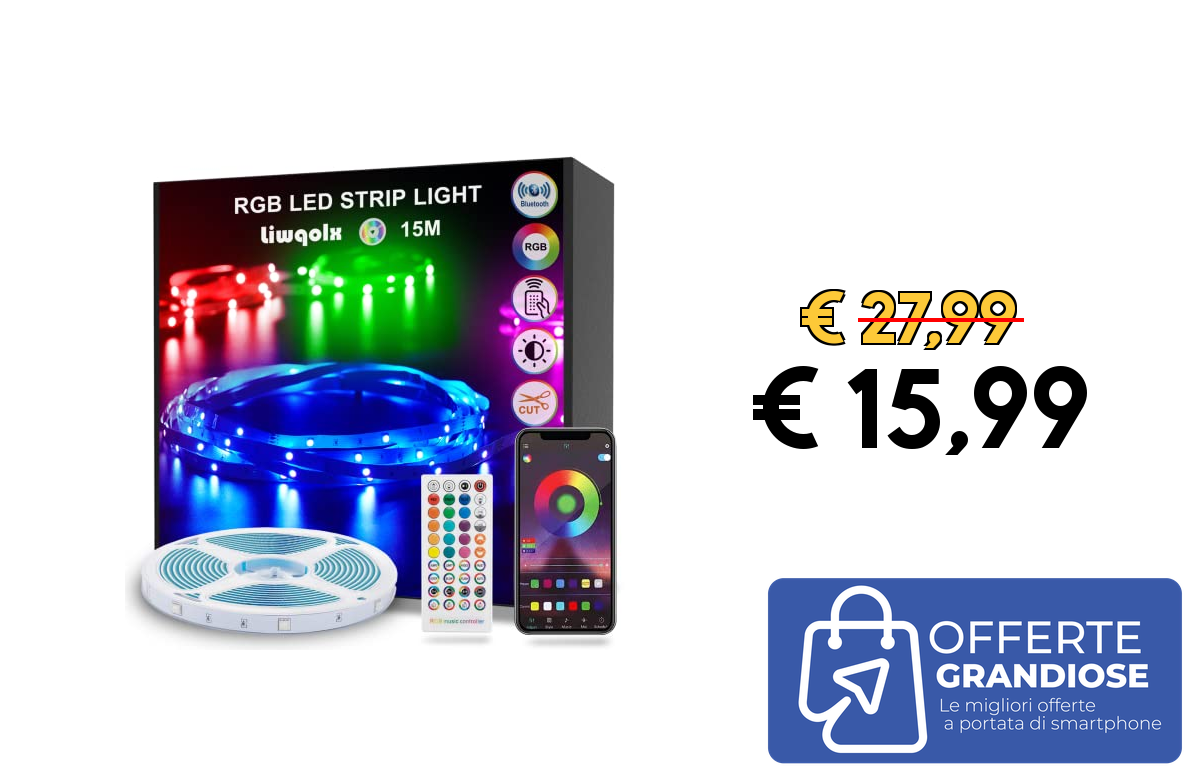 RGB LED STRIP LIGHT
Liwqolx 15M
Bluetooth
RGB
CUT
RGB music controller
€ 27,99
€ 15,99
OFFERTE
GRANDIOSE
Le migliori offerte
a portata di smartphone